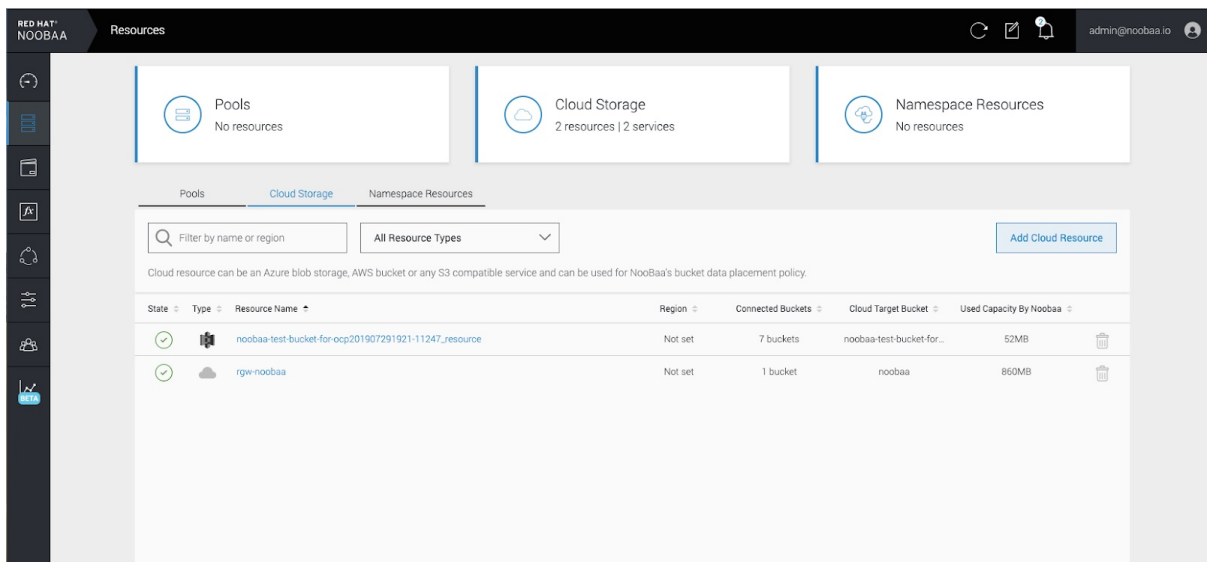 RED HAT®
NOOBAA
Resources
2
admin@noobaa.io
Pools
No resources
Cloud Storage
2 resources | 2 services
Namespace Resources
No resources
Pools Cloud Storage Namespace Resources
Filter by name or region All Resource Types Add Cloud Resource
Cloud resource can be an Azure blob storage, AWS bucket or any S3 compatible service and can be used for NooBaa's bucket data placement policy.
State Type Resource Name Region Connected Buckets Cloud Target Bucket Used Capacity By Noobaa
noobaa-test-bucket-for-ocp201907291921-11247_resource Not set 7 buckets noobaa-test-bucket-for... 52MB
rgw-noobaa Not set 1 bucket noobaa 860MB
fx
BETA